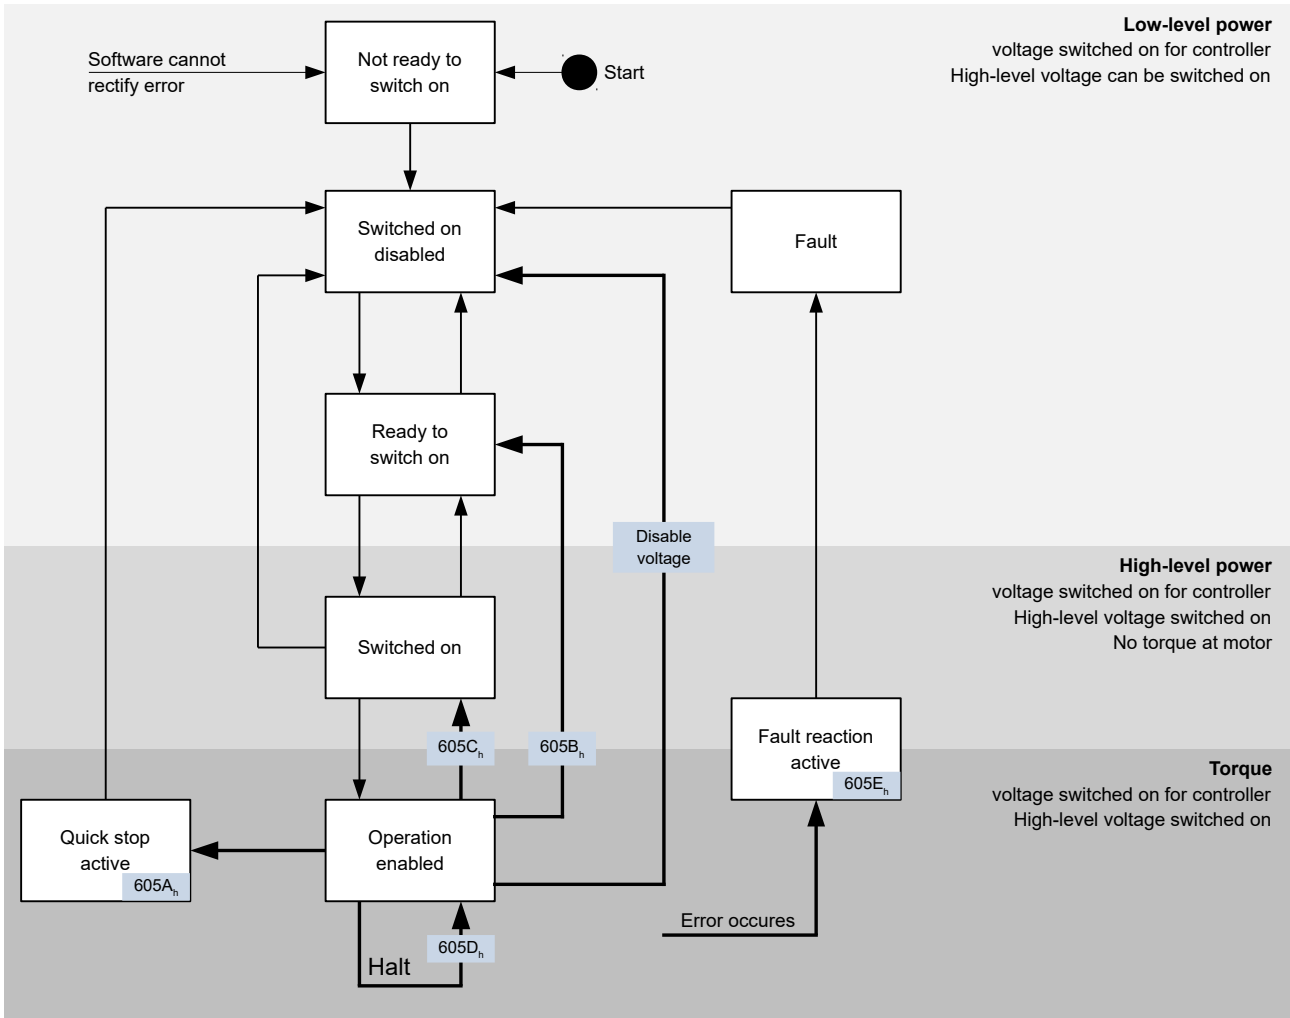 Low-level power
voltage switched on for controller
High-level voltage can be switched on
Software cannot
rectify error
Not ready to
switch on
Start
Switched on
disabled
Fault
Ready to
switch on
Disable
voltage
High-level power
voltage switched on for controller
High-level voltage switched on
No torque at motor
Switched on
605Ch
605Bh
Fault reaction
active
605Eh
Torque
voltage switched on for controller
High-level voltage switched on
Quick stop
active
605Ah
Operation
enabled
Error occures
605Dh
Halt